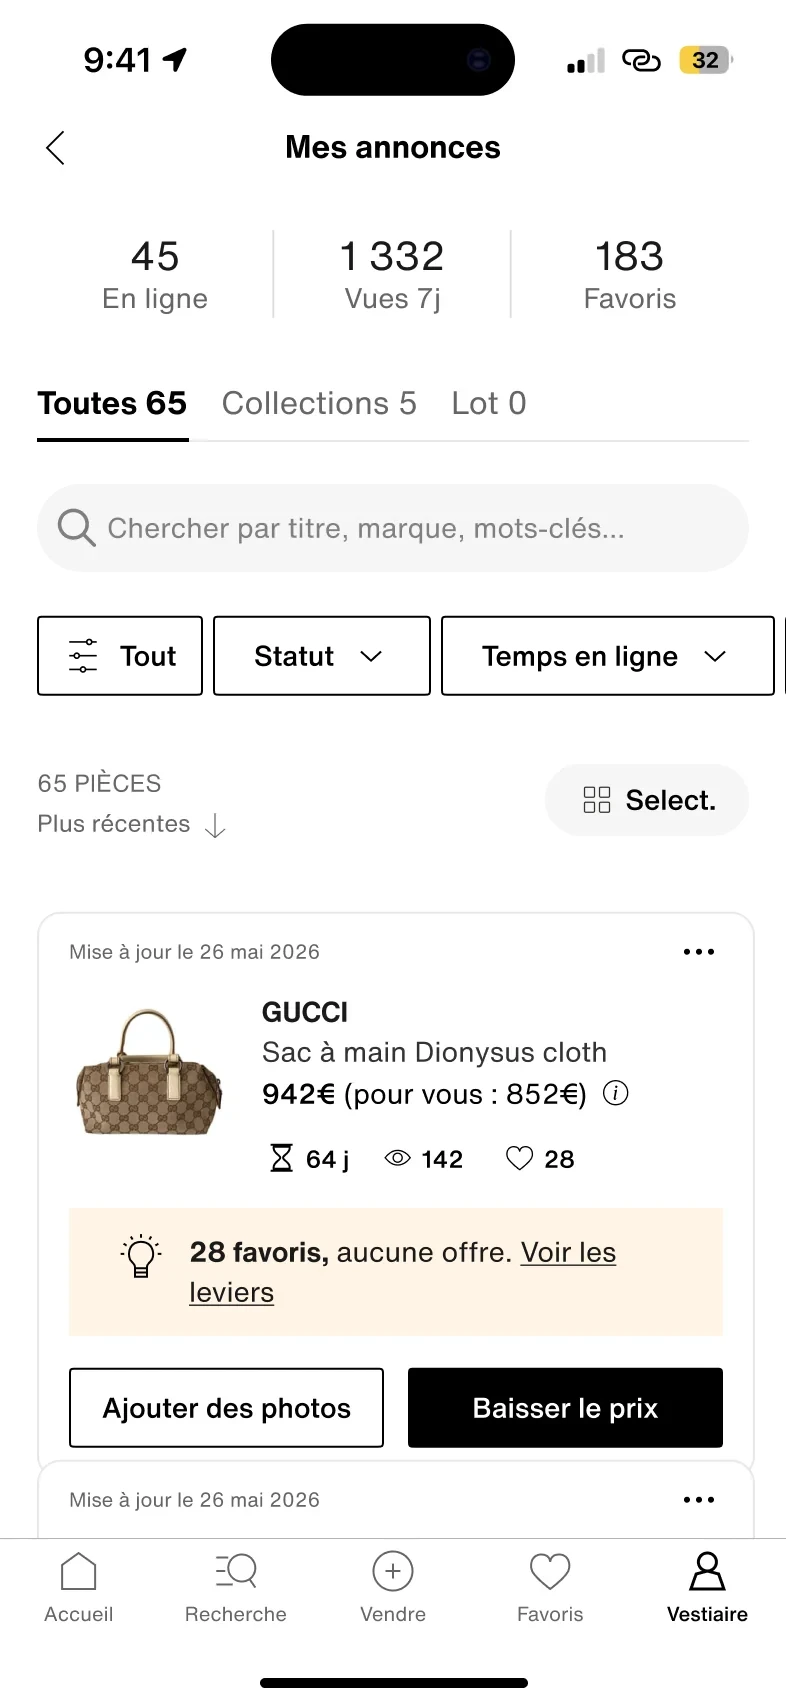 9:41
32
Mes annonces
45
En ligne
1 332
Vues 7j
183
Favoris
Toutes 65
Collections 5
Lot 0
Chercher par titre, marque, mots-clés...
Tout
Statut
Temps en ligne
65 PIÈCES
Plus récentes
Select.
Mise à jour le 26 mai 2026
GUCCI
Sac à main Dionysus cloth
942€ (pour vous : 852€)
64 j
142
28
28 favoris, aucune offre. Voir les
leviers
Ajouter des photos
Baisser le prix
Mise à jour le 26 mai 2026
Accueil
Recherche
Vendre
Favoris
Vestiaire